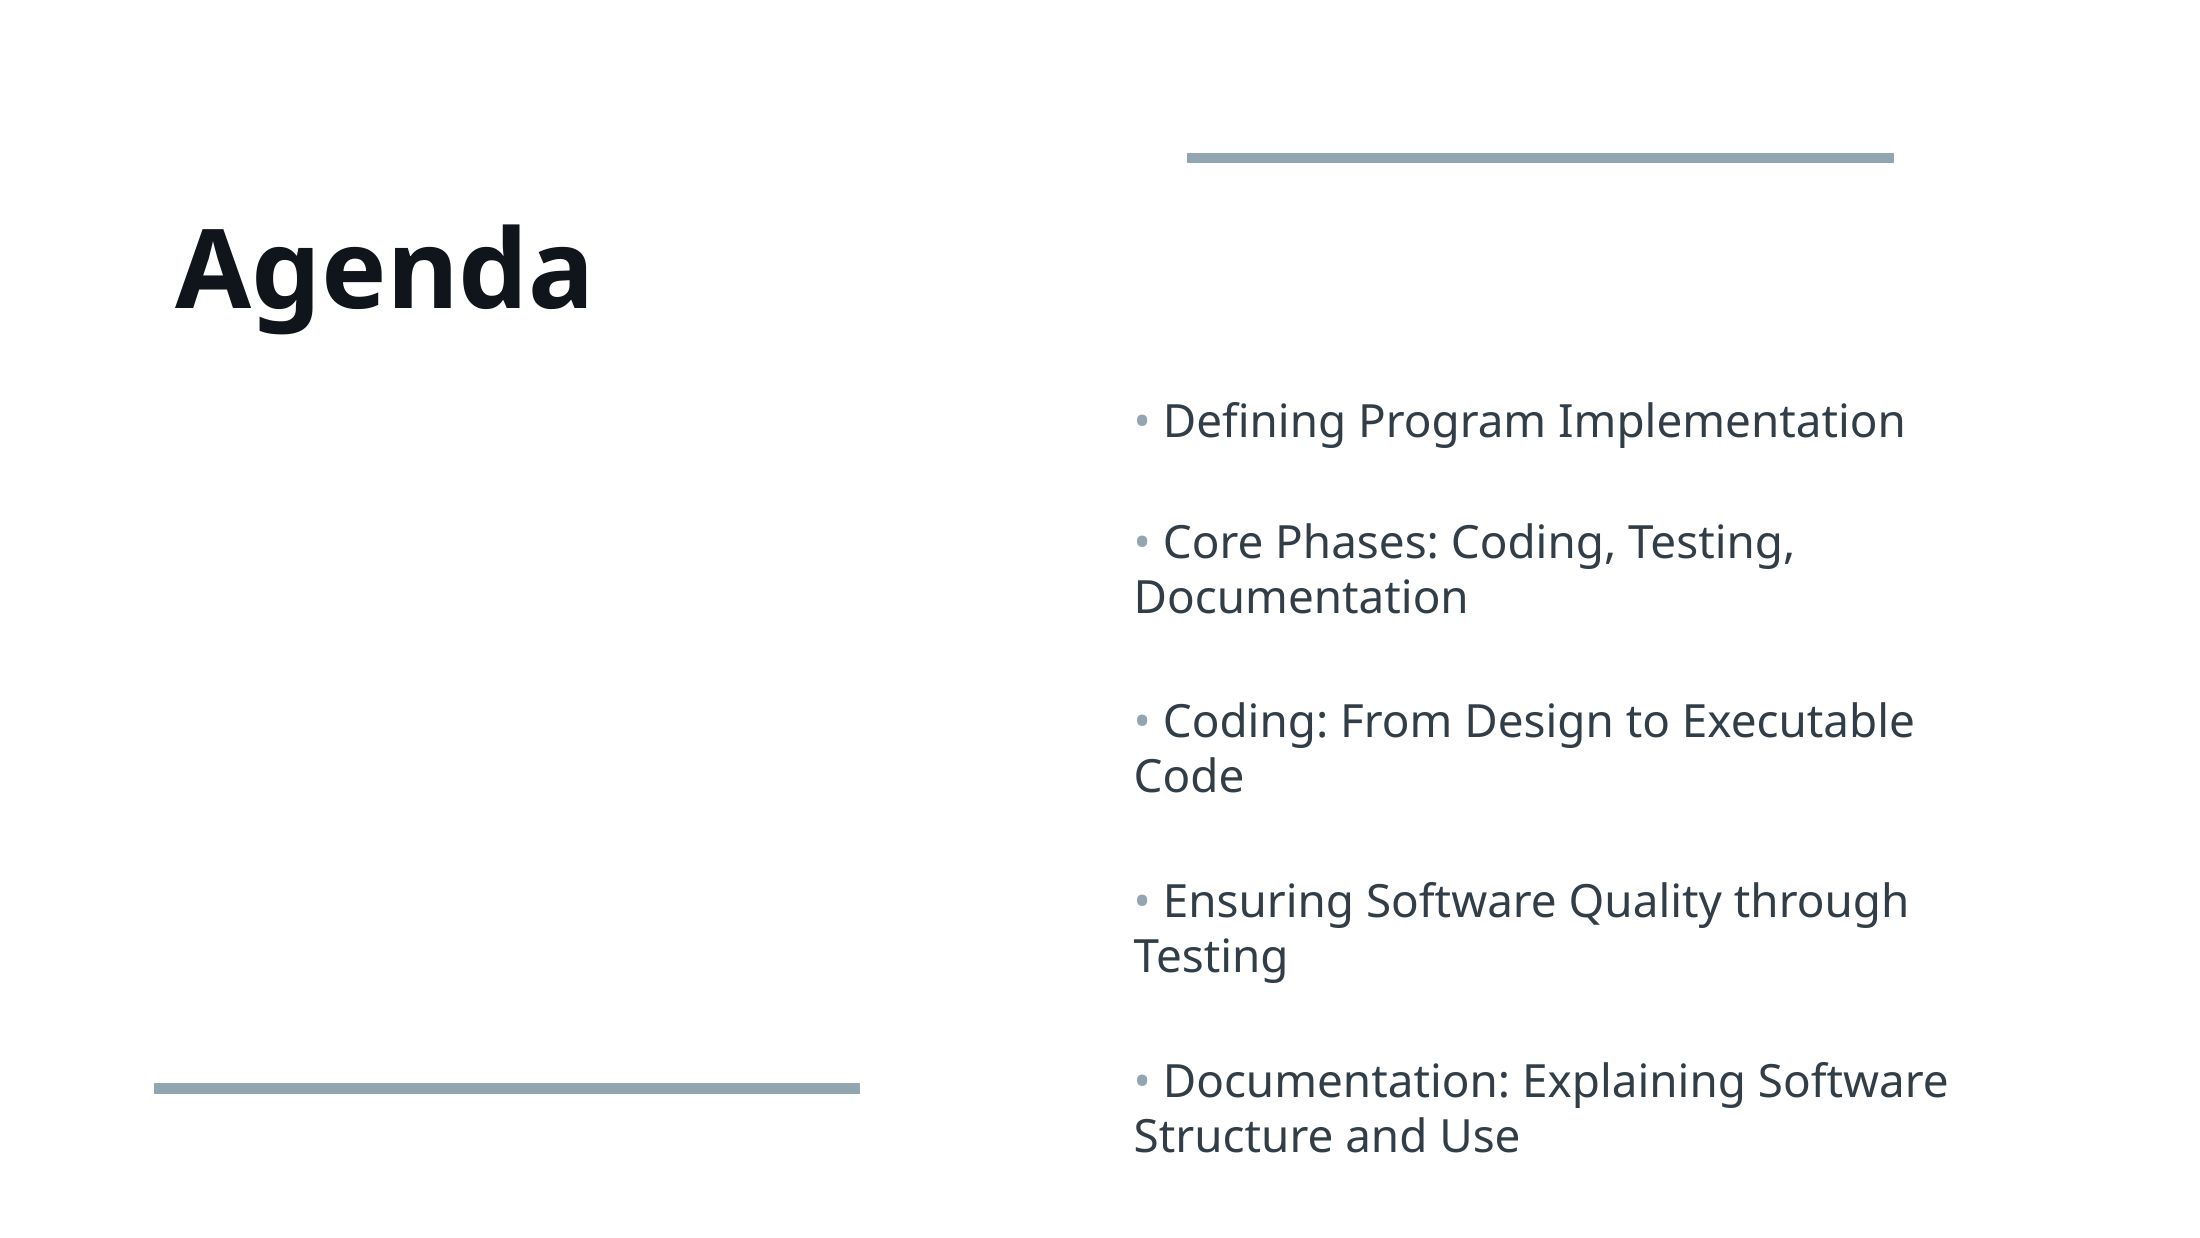 Agenda
• Defining Program Implementation
• Core Phases: Coding, Testing,
Documentation
• Coding: From Design to Executable
Code
• Ensuring Software Quality through
Testing
• Documentation: Explaining Software
Structure and Use